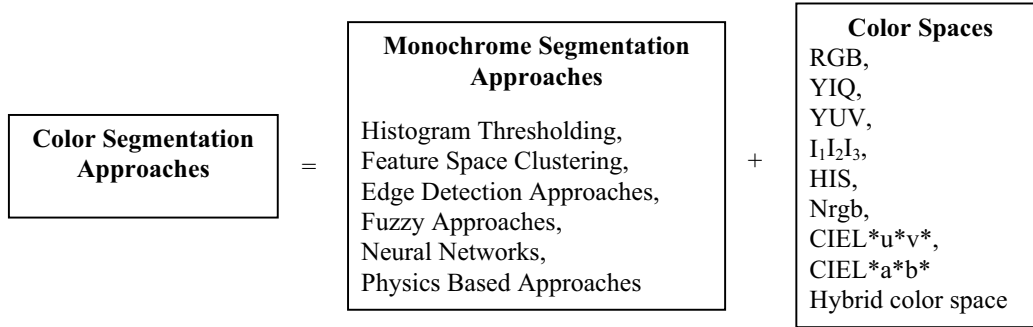 Color Segmentation
Approaches
=
Monochrome Segmentation
Approaches
Histogram Thresholding,
Feature Space Clustering,
Edge Detection Approaches,
Fuzzy Approaches,
Neural Networks,
Physics Based Approaches
+
Color Spaces
RGB,
YIQ,
YUV,
I₁I₂I₃,
HIS,
Nrgb,
CIEL*u*v*,
CIEL*a*b*
Hybrid color space